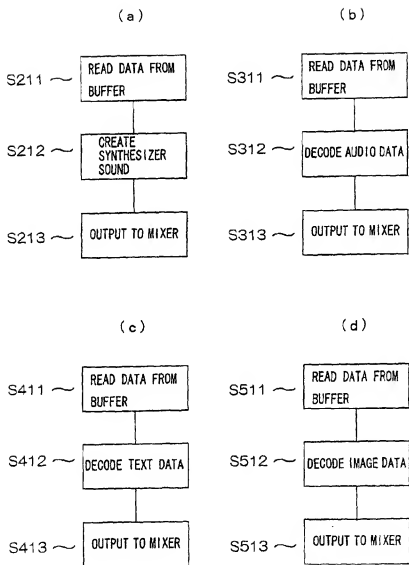 (a)
S211 ~ READ DATA FROM
BUFFER
S212 ~ CREATE
SYNTHESIZER
SOUND
S213 ~ OUTPUT TO MIXER
(b)
S311 ~ READ DATA FROM
BUFFER
S312 ~ DECODE AUDIO DATA
S313 ~ OUTPUT TO MIXER
(c)
S411 ~ READ DATA FROM
BUFFER
S412 ~ DECODE TEXT DATA
S413 ~ OUTPUT TO MIXER
(d)
S511 ~ READ DATA FROM
BUFFER
S512 ~ DECODE IMAGE DATA
S513 ~ OUTPUT TO MIXER